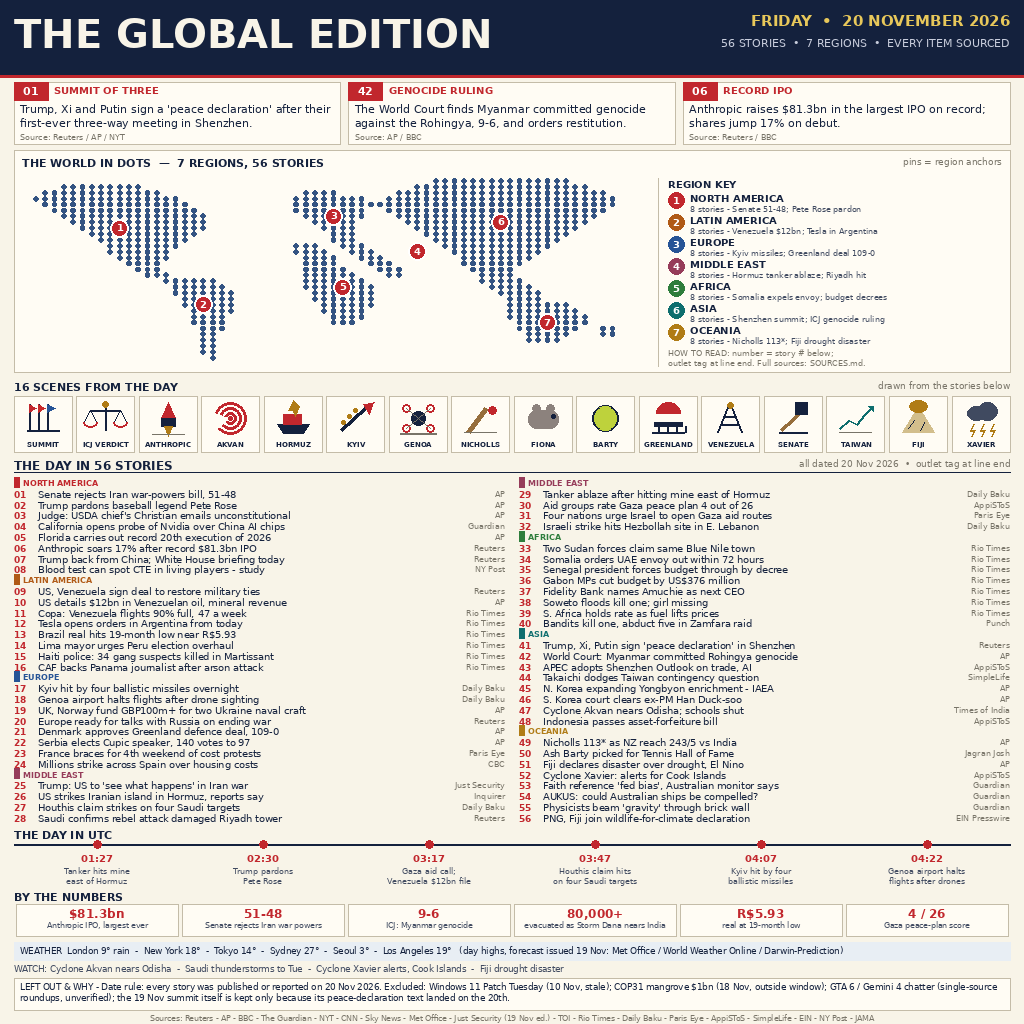 THE GLOBAL EDITION
FRIDAY • 20 NOVEMBER 2026
56 STORIES • 7 REGIONS • EVERY ITEM SOURCED
01 SUMMIT OF THREE
Trump, Xi and Putin sign a 'peace declaration' after their
first-ever three-way meeting in Shenzhen.
Source: Reuters / AP / NYT
42 GENOCIDE RULING
The World Court finds Myanmar committed genocide
against the Rohingya, 9-6, and orders restitution.
Source: AP / BBC
06 RECORD IPO
Anthropic raises $81.3bn in the largest IPO on record;
shares jump 17% on debut.
Source: Reuters / BBC
THE WORLD IN DOTS — 7 REGIONS, 56 STORIES
pins = region anchors
1
2
3
4
5
6
7
REGION KEY
1 NORTH AMERICA
8 stories - Senate 51-48; Pete Rose pardon
2 LATIN AMERICA
8 stories - Venezuela $12bn; Tesla in Argentina
3 EUROPE
8 stories - Kyiv missiles; Greenland deal 109-0
4 MIDDLE EAST
8 stories - Hormuz tanker ablaze; Riyadh hit
5 AFRICA
8 stories - Somalia expels envoy; budget decrees
6 ASIA
8 stories - Shenzhen summit; ICJ genocide ruling
7 OCEANIA
8 stories - Nicholls 113*; Fiji drought disaster
HOW TO READ: number = story # below;
outlet tag at line end. Full sources: SOURCES.md.
16 SCENES FROM THE DAY
drawn from the stories below
SUMMIT
ICJ VERDICT
ANTHROPIC
AKVAN
HORMUZ
KYIV
GENOA
NICHOLLS
FIONA
BARTY
GREENLAND
VENEZUELA
SENATE
TAIWAN
FIJI
XAVIER
THE DAY IN 56 STORIES
all dated 20 Nov 2026 • outlet tag at line end
NORTH AMERICA
01 Senate rejects Iran war-powers bill, 51-48 AP
02 Trump pardons baseball legend Pete Rose AP
03 Judge: USDA chief's Christian emails unconstitutional AP
04 California opens probe of Nvidia over China AI chips Guardian
05 Florida carries out record 20th execution of 2026 AP
06 Anthropic soars 17% after record $81.3bn IPO Reuters
07 Trump back from China; White House briefing today Reuters
08 Blood test can spot CTE in living players - study NY Post
LATIN AMERICA
09 US, Venezuela sign deal to restore military ties Reuters
10 US details $12bn in Venezuelan oil, mineral revenue AP
11 Copa: Venezuela flights 90% full, 47 a week Rio Times
12 Tesla opens orders in Argentina from today Rio Times
13 Brazil real hits 19-month low near R$5.93 Rio Times
14 Lima mayor urges Peru election overhaul Rio Times
15 Haiti police: 34 gang suspects killed in Martissant Rio Times
16 CAF backs Panama journalist after arson attack Rio Times
EUROPE
17 Kyiv hit by four ballistic missiles overnight Daily Baku
18 Genoa airport halts flights after drone sighting Daily Baku
19 UK, Norway fund GBP100m+ for two Ukraine naval craft AP
20 Europe ready for talks with Russia on ending war Reuters
21 Denmark approves Greenland defence deal, 109-0 AP
22 Serbia elects Cupic speaker, 140 votes to 97 AP
23 France braces for 4th weekend of cost protests Paris Eye
24 Millions strike across Spain over housing costs CBC
MIDDLE EAST
25 Trump: US to 'see what happens' in Iran war Just Security
26 US strikes Iranian island in Hormuz, reports say Inquirer
27 Houthis claim strikes on four Saudi targets Daily Baku
28 Saudi confirms rebel attack damaged Riyadh tower Reuters
MIDDLE EAST
29 Tanker ablaze after hitting mine east of Hormuz Daily Baku
30 Aid groups rate Gaza peace plan 4 out of 26 AppiSToS
31 Four nations urge Israel to open Gaza aid routes Paris Eye
32 Israeli strike hits Hezbollah site in E. Lebanon Daily Baku
AFRICA
33 Two Sudan forces claim same Blue Nile town Rio Times
34 Somalia orders UAE envoy out within 72 hours Rio Times
35 Senegal president forces budget through by decree Rio Times
36 Gabon MPs cut budget by US$376 million Rio Times
37 Fidelity Bank names Amuchie as next CEO Rio Times
38 Soweto floods kill one; girl missing Rio Times
39 S. Africa holds rate as fuel lifts prices Rio Times
40 Bandits kill one, abduct five in Zamfara raid Punch
ASIA
41 Trump, Xi, Putin sign 'peace declaration' in Shenzhen Reuters
42 World Court: Myanmar committed Rohingya genocide AP
43 APEC adopts Shenzhen Outlook on trade, AI AppiSToS
44 Takaichi dodges Taiwan contingency question SimpleLife
45 N. Korea expanding Yongbyon enrichment - IAEA AP
46 S. Korea court clears ex-PM Han Duck-soo AP
47 Cyclone Akvan nears Odisha; schools shut Times of India
48 Indonesia passes asset-forfeiture bill AppiSToS
OCEANIA
49 Nicholls 113* as NZ reach 243/5 vs India AP
50 Ash Barty picked for Tennis Hall of Fame Jagran Josh
51 Fiji declares disaster over drought, El Nino AP
52 Cyclone Xavier: alerts for Cook Islands AppiSToS
53 Faith reference 'fed bias', Australian monitor says Guardian
54 AUKUS: could Australian ships be compelled? Guardian
55 Physicists beam 'gravity' through brick wall Guardian
56 PNG, Fiji join wildlife-for-climate declaration EIN Presswire
THE DAY IN UTC
01:27
Tanker hits mine
east of Hormuz
02:30
Trump pardons
Pete Rose
03:17
Gaza aid call;
Venezuela $12bn file
03:47
Houthis claim hits
on four Saudi targets
04:07
Kyiv hit by four
ballistic missiles
04:22
Genoa airport halts
flights after drones
BY THE NUMBERS
$81.3bn
Anthropic IPO, largest ever
51-48
Senate rejects Iran war powers
9-6
ICJ: Myanmar genocide
80,000+
evacuated as Storm Dana nears India
R$5.93
real at 19-month low
4 / 26
Gaza peace-plan score
WEATHER London 9° rain - New York 18° - Tokyo 14° - Sydney 27° - Seoul 3° - Los Angeles 19° (day highs, forecast issued 19 Nov: Met Office / World Weather Online / Darwin-Prediction)
WATCH: Cyclone Akvan nears Odisha - Saudi thunderstorms to Tue - Cyclone Xavier alerts, Cook Islands - Fiji drought disaster
LEFT OUT & WHY - Date rule: every story was published or reported on 20 Nov 2026. Excluded: Windows 11 Patch Tuesday (10 Nov, stale); COP31 mangrove $1bn (18 Nov, outside window); GTA 6 / Gemini 4 chatter (single-source
roundups, unverified); the 19 Nov summit itself is kept only because its peace-declaration text landed on the 20th.
Sources: Reuters - AP - BBC - The Guardian - NYT - CNN - Sky News - Met Office - Just Security (19 Nov ed.) - TOI - Rio Times - Daily Baku - Paris Eye - AppiSToS - SimpleLife - EIN - NY Post - JAMA